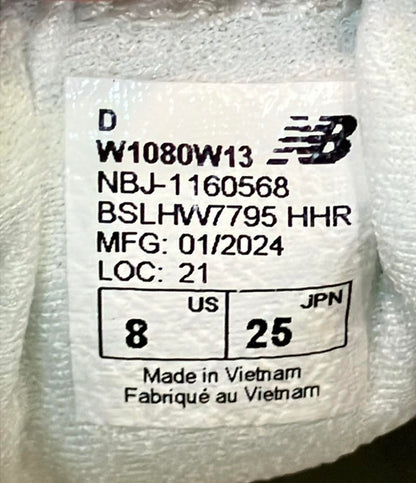 D
W1080W13 NB
NBJ-1160568
BSLHW7795 HHR
MFG: 01/2024
LOC: 21
US JPN
8 25
Made in Vietnam
Fabriqué au Vietnam